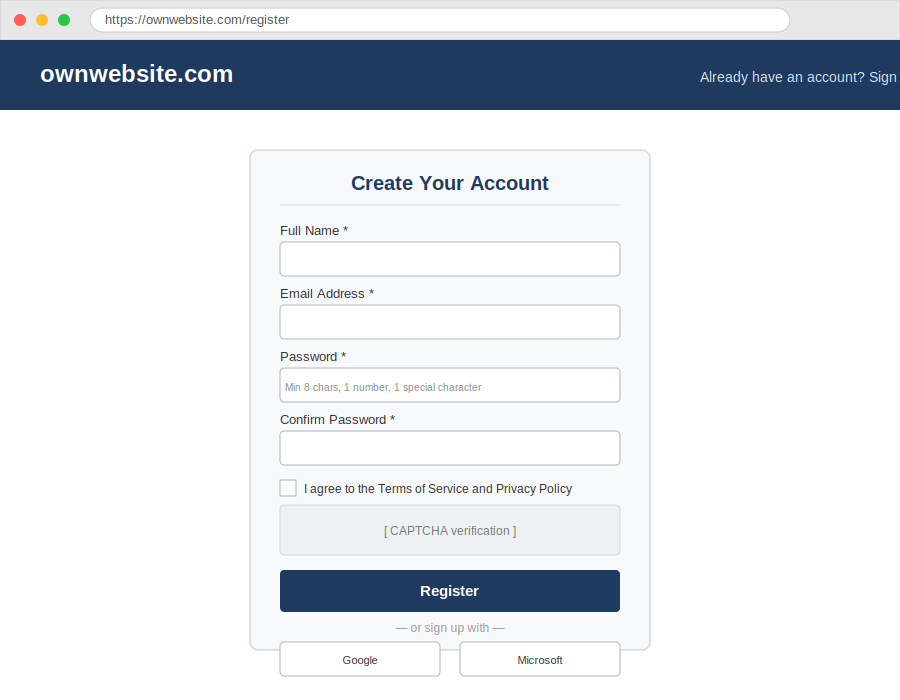 https://ownwebsite.com/register
ownwebsite.com
Already have an account? Sign
Create Your Account
Full Name *
Email Address *
Password *
Min 8 chars, 1 number, 1 special character
Confirm Password *
I agree to the Terms of Service and Privacy Policy
[ CAPTCHA verification ]
Register
— or sign up with —
Google
Microsoft